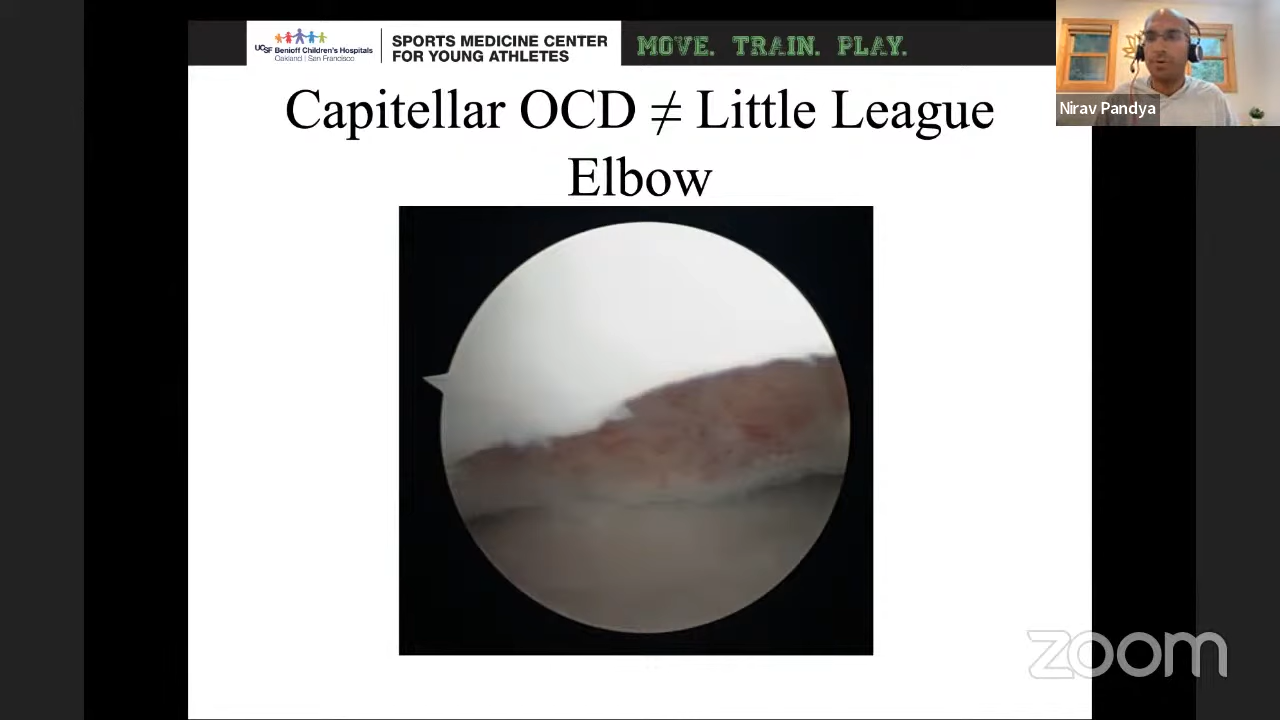 UCSF Benioff Children's Hospitals
Oakland | San Francisco
SPORTS MEDICINE CENTER
FOR YOUNG ATHLETES
MOVE. TRAIN. PLAY.
Nirav Pandya
Capitellar OCD ≠ Little League
Elbow
zoom